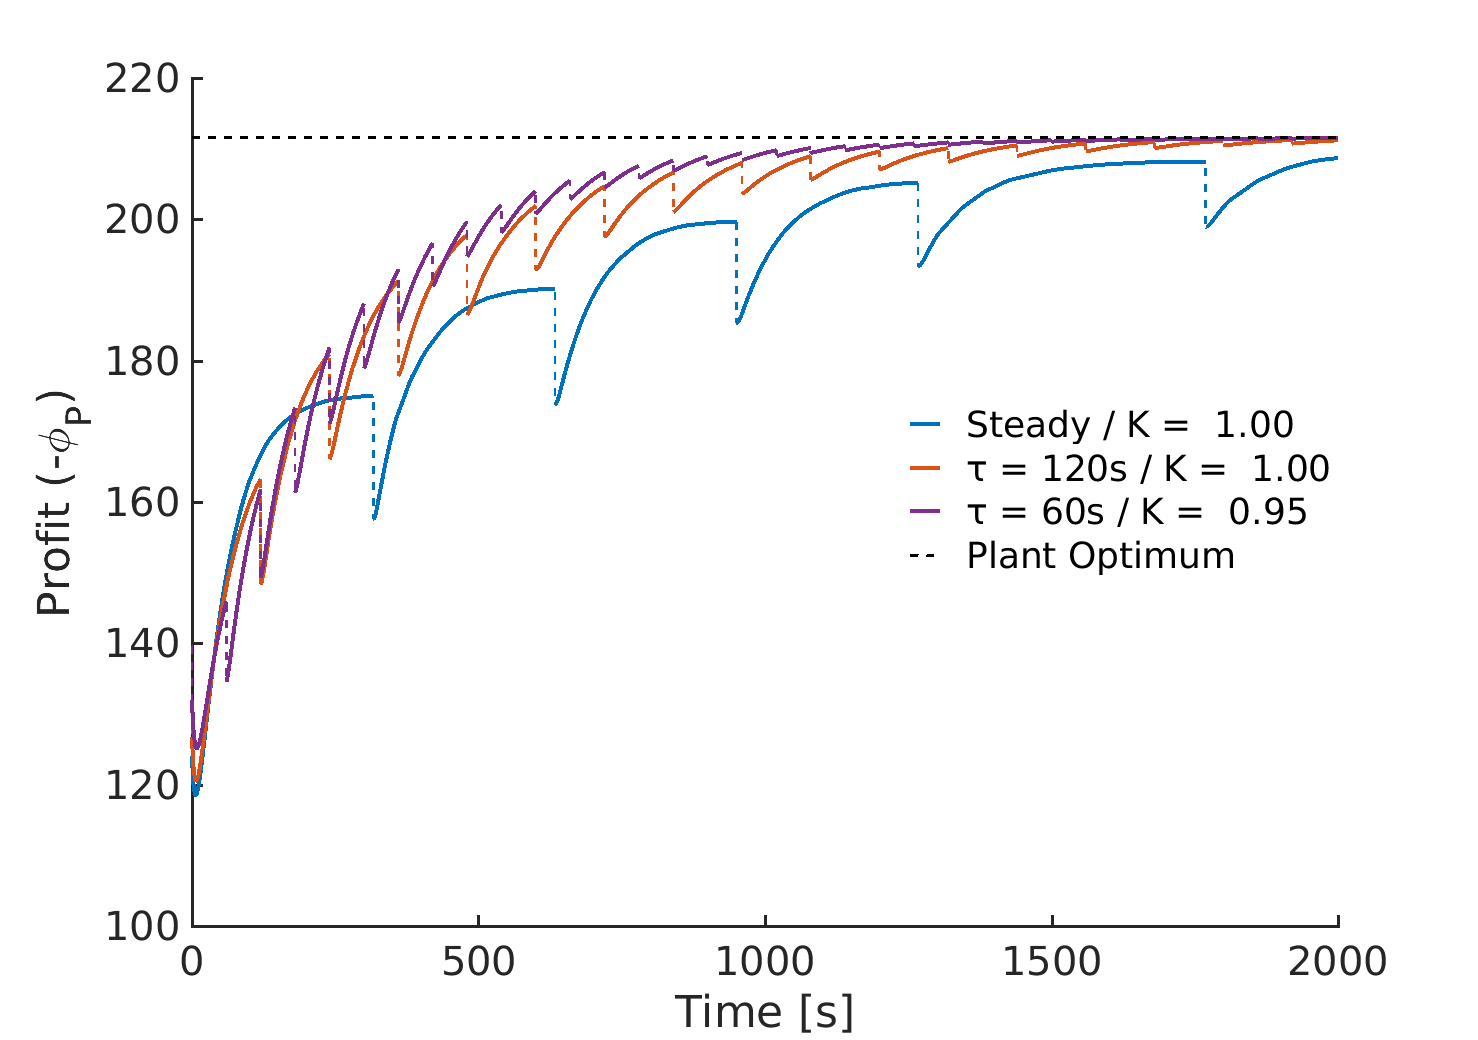 220
200
180
160
140
120
100
0
500
1000
1500
2000
Profit (-ϕP)
Time [s]
Steady / K =  1.00
τ = 120s / K =  1.00
τ = 60s / K =  0.95
Plant Optimum